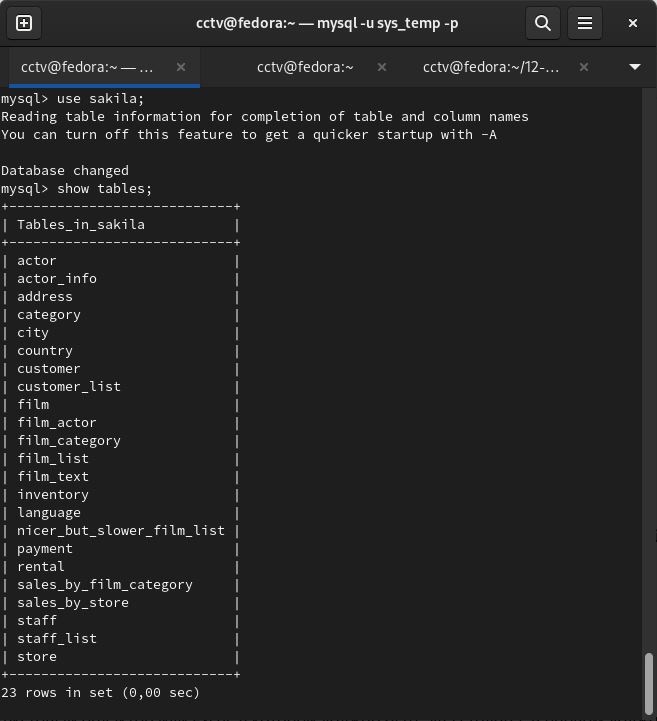 cctv@fedora:~ — mysql -u sys_temp -p
cctv@fedora:~ — ... cctv@fedora:~ cctv@fedora:~/12-...
mysql> use sakila;
Reading table information for completion of table and column names
You can turn off this feature to get a quicker startup with -A
Database changed
mysql> show tables;
+----------------------------+
| Tables_in_sakila           |
+----------------------------+
| actor                      |
| actor_info                 |
| address                    |
| category                   |
| city                       |
| country                    |
| customer                   |
| customer_list              |
| film                       |
| film_actor                 |
| film_category              |
| film_list                  |
| film_text                  |
| inventory                  |
| language                   |
| nicer_but_slower_film_list |
| payment                    |
| rental                     |
| sales_by_film_category     |
| sales_by_store             |
| staff                      |
| staff_list                 |
| store                      |
+----------------------------+
23 rows in set (0,00 sec)